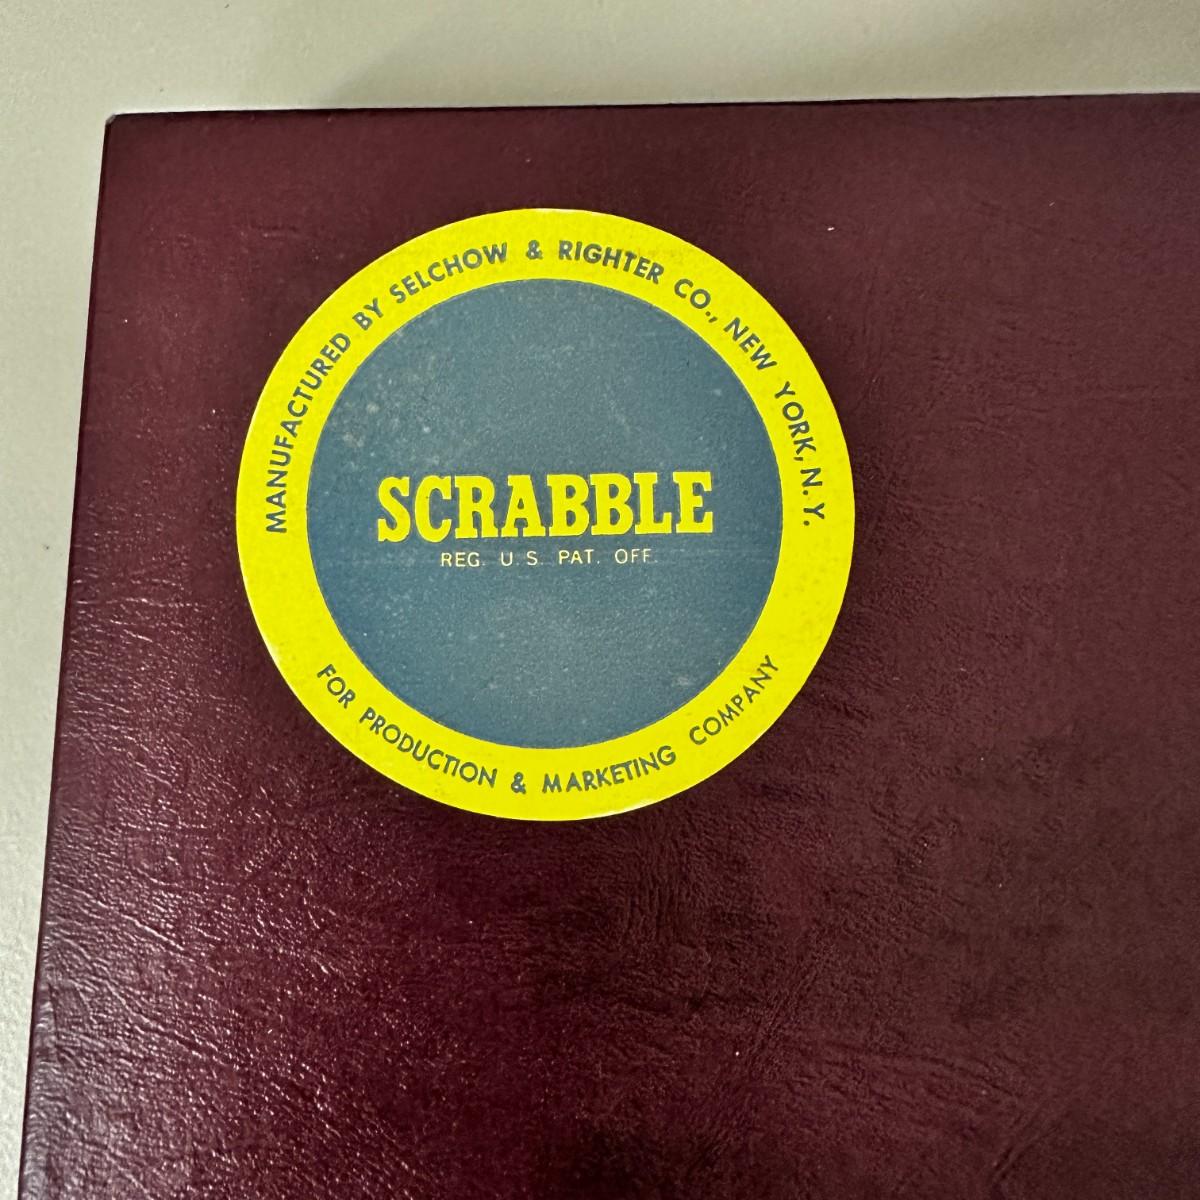 MANUFACTURED BY SELCHOW & RIGHTER CO., NEW YORK, N. Y.
SCRABBLE
REG. U.S. PAT. OFF.
FOR PRODUCTION & MARKETING COMPANY